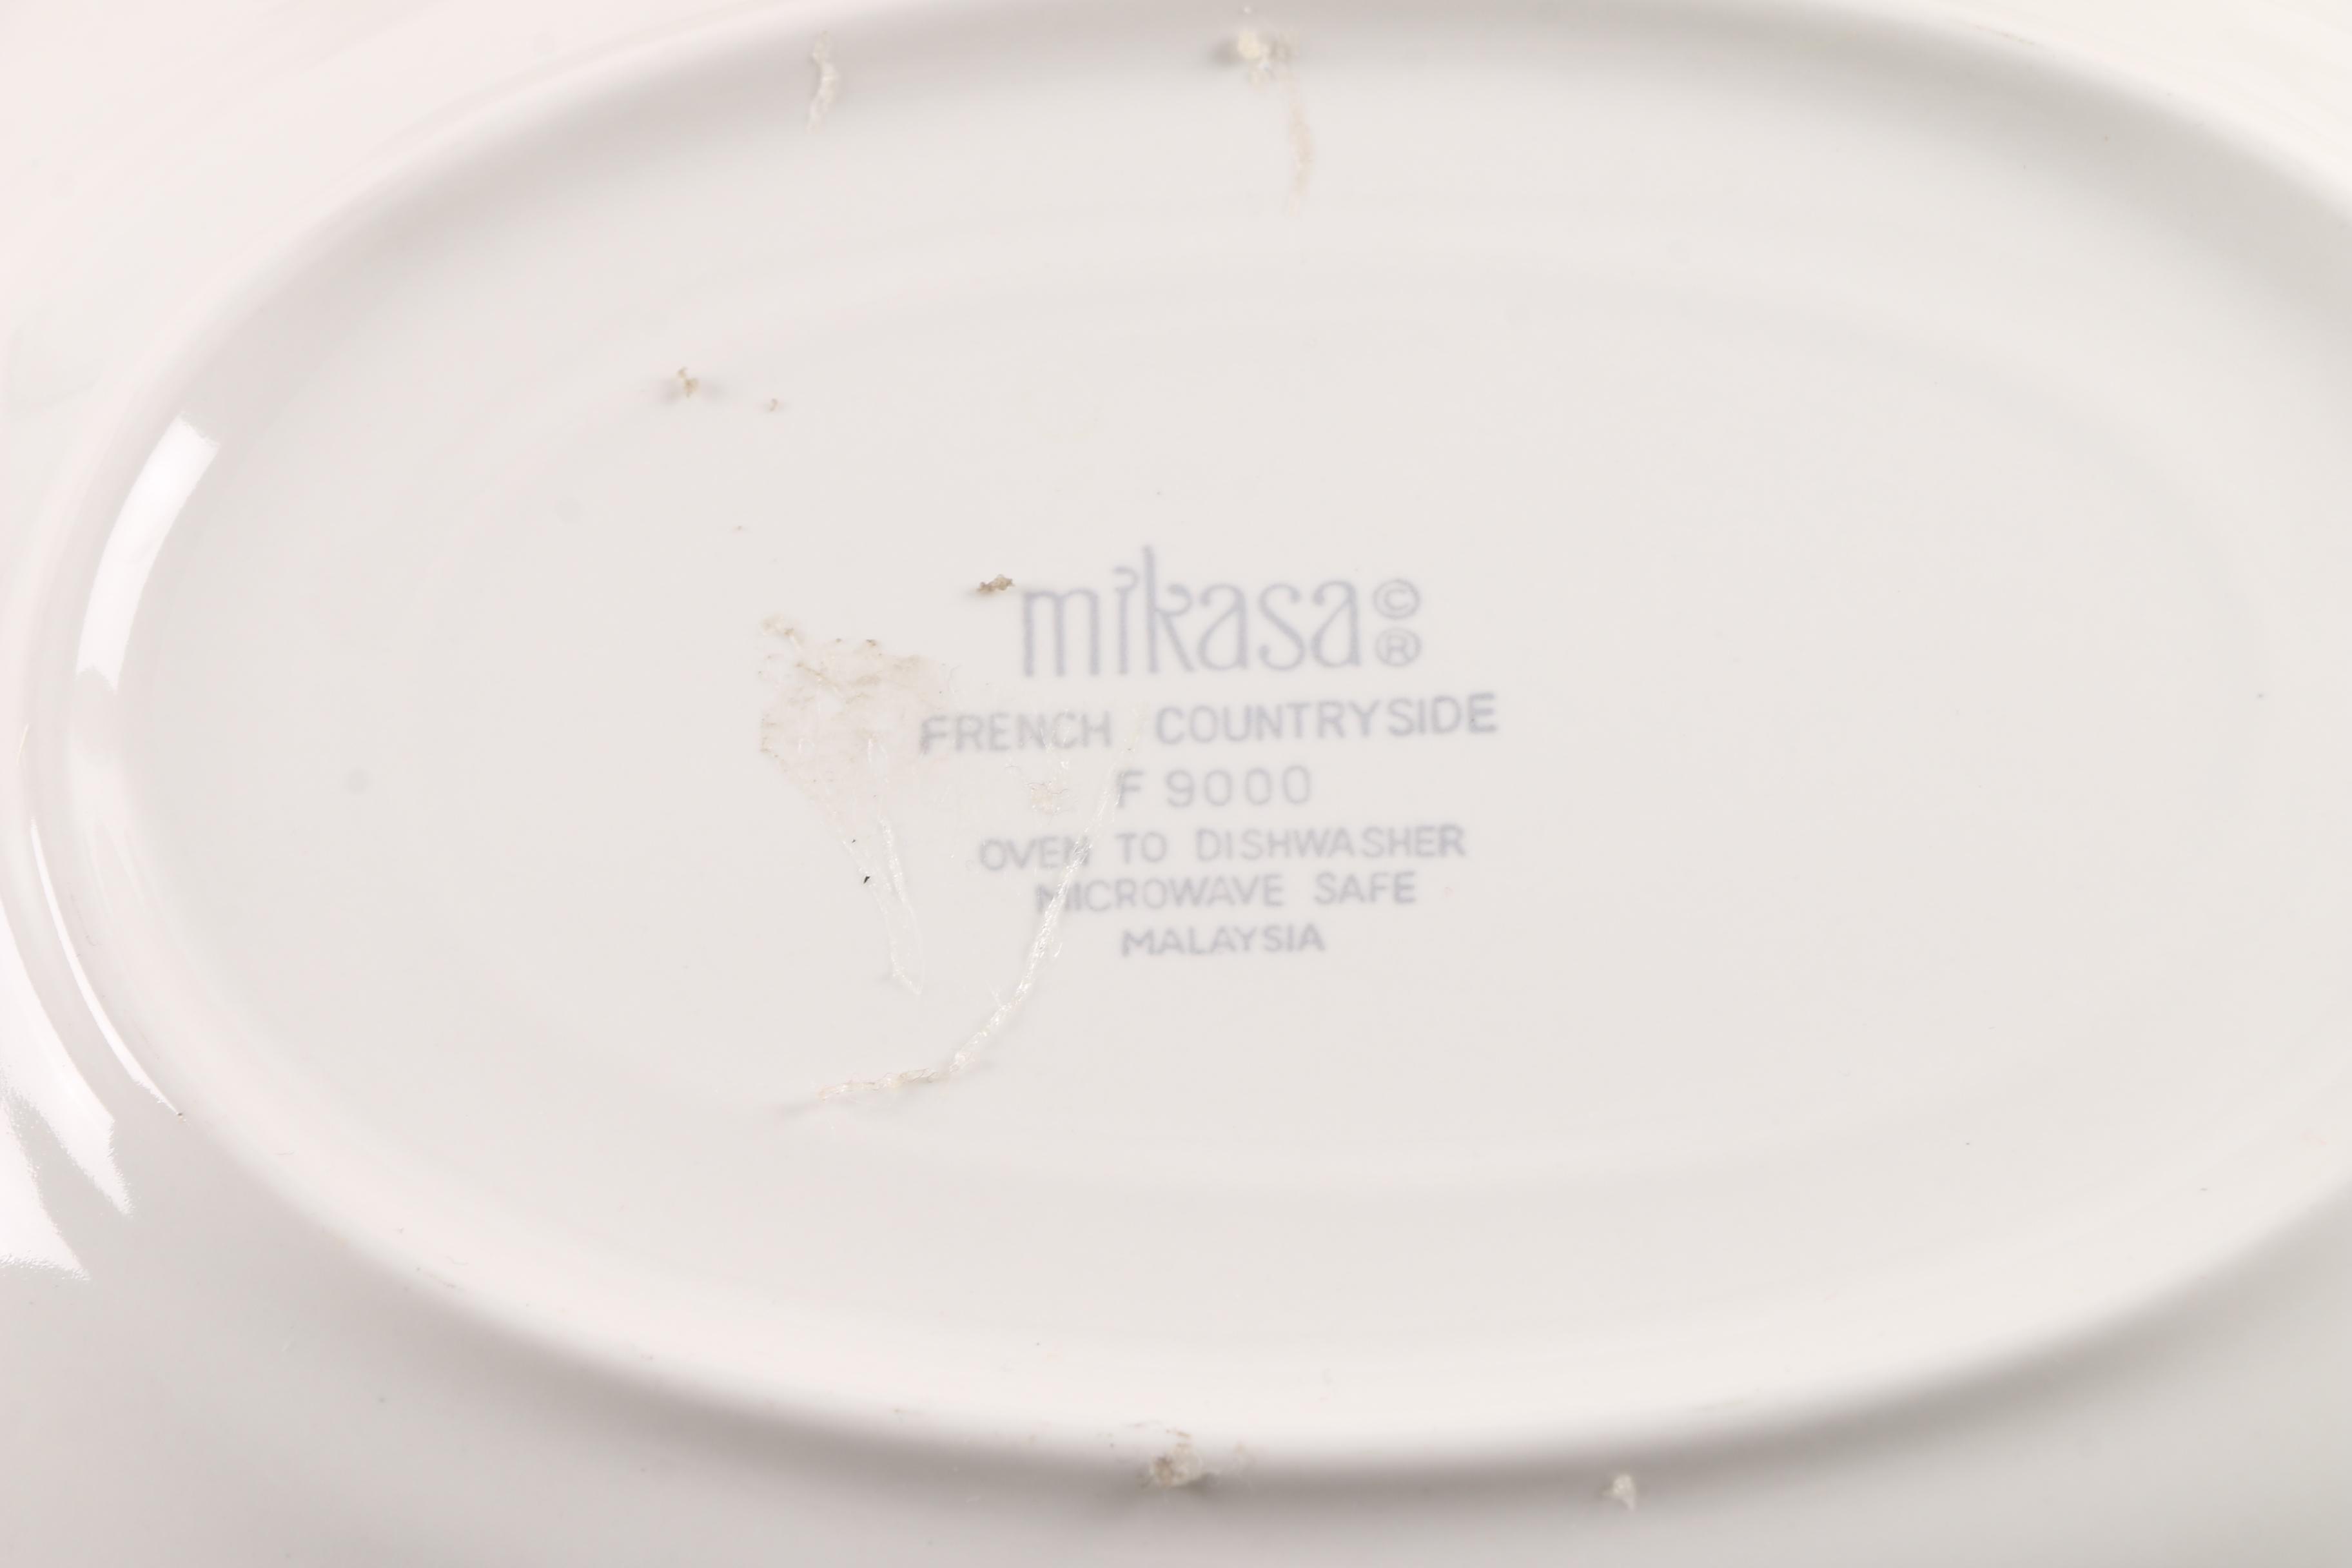 mikasa © ®
FRENCH COUNTRYSIDE
F 9000
OVEN TO DISHWASHER
MICROWAVE SAFE
MALAYSIA